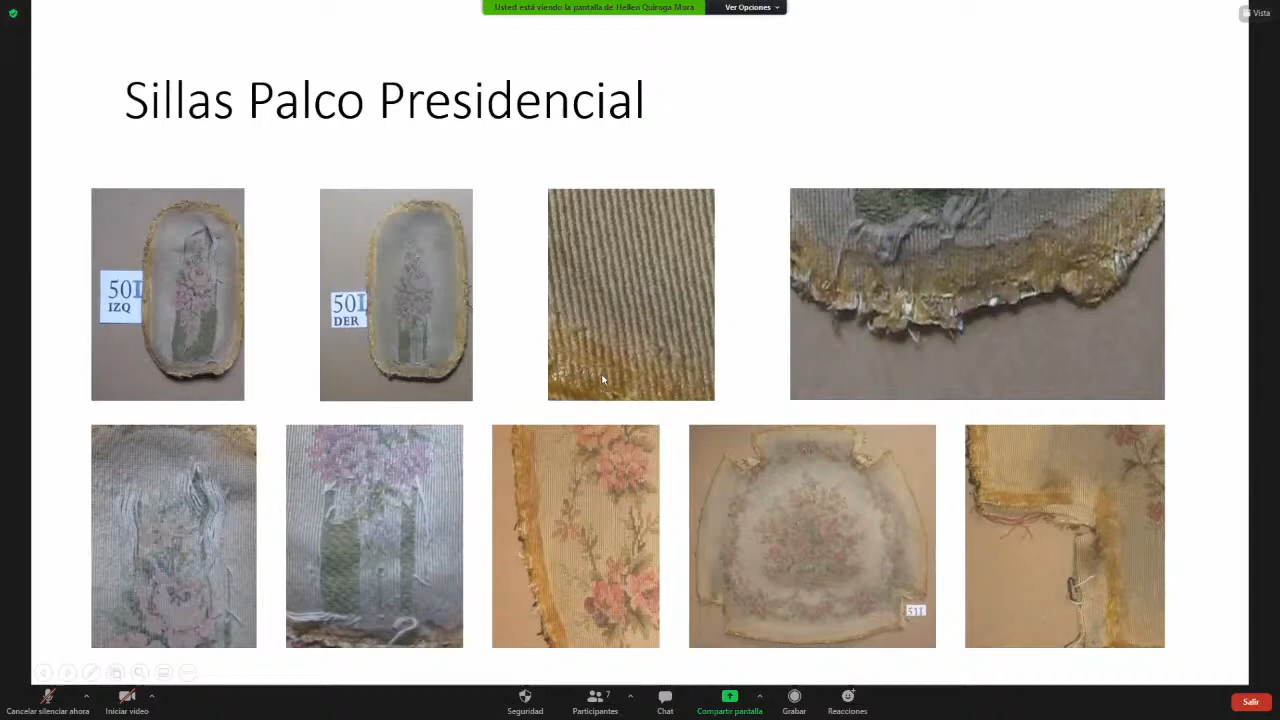 Usted está viendo la pantalla de Hellen Quiroga Mora
Ver Opciones
Vista
Sillas Palco Presidencial
50I
IZQ
50I
DER
51I
Cancelar silenciar ahora
Iniciar video
Seguridad
Participantes
7
Chat
Compartir pantalla
Grabar
Reacciones
Salir